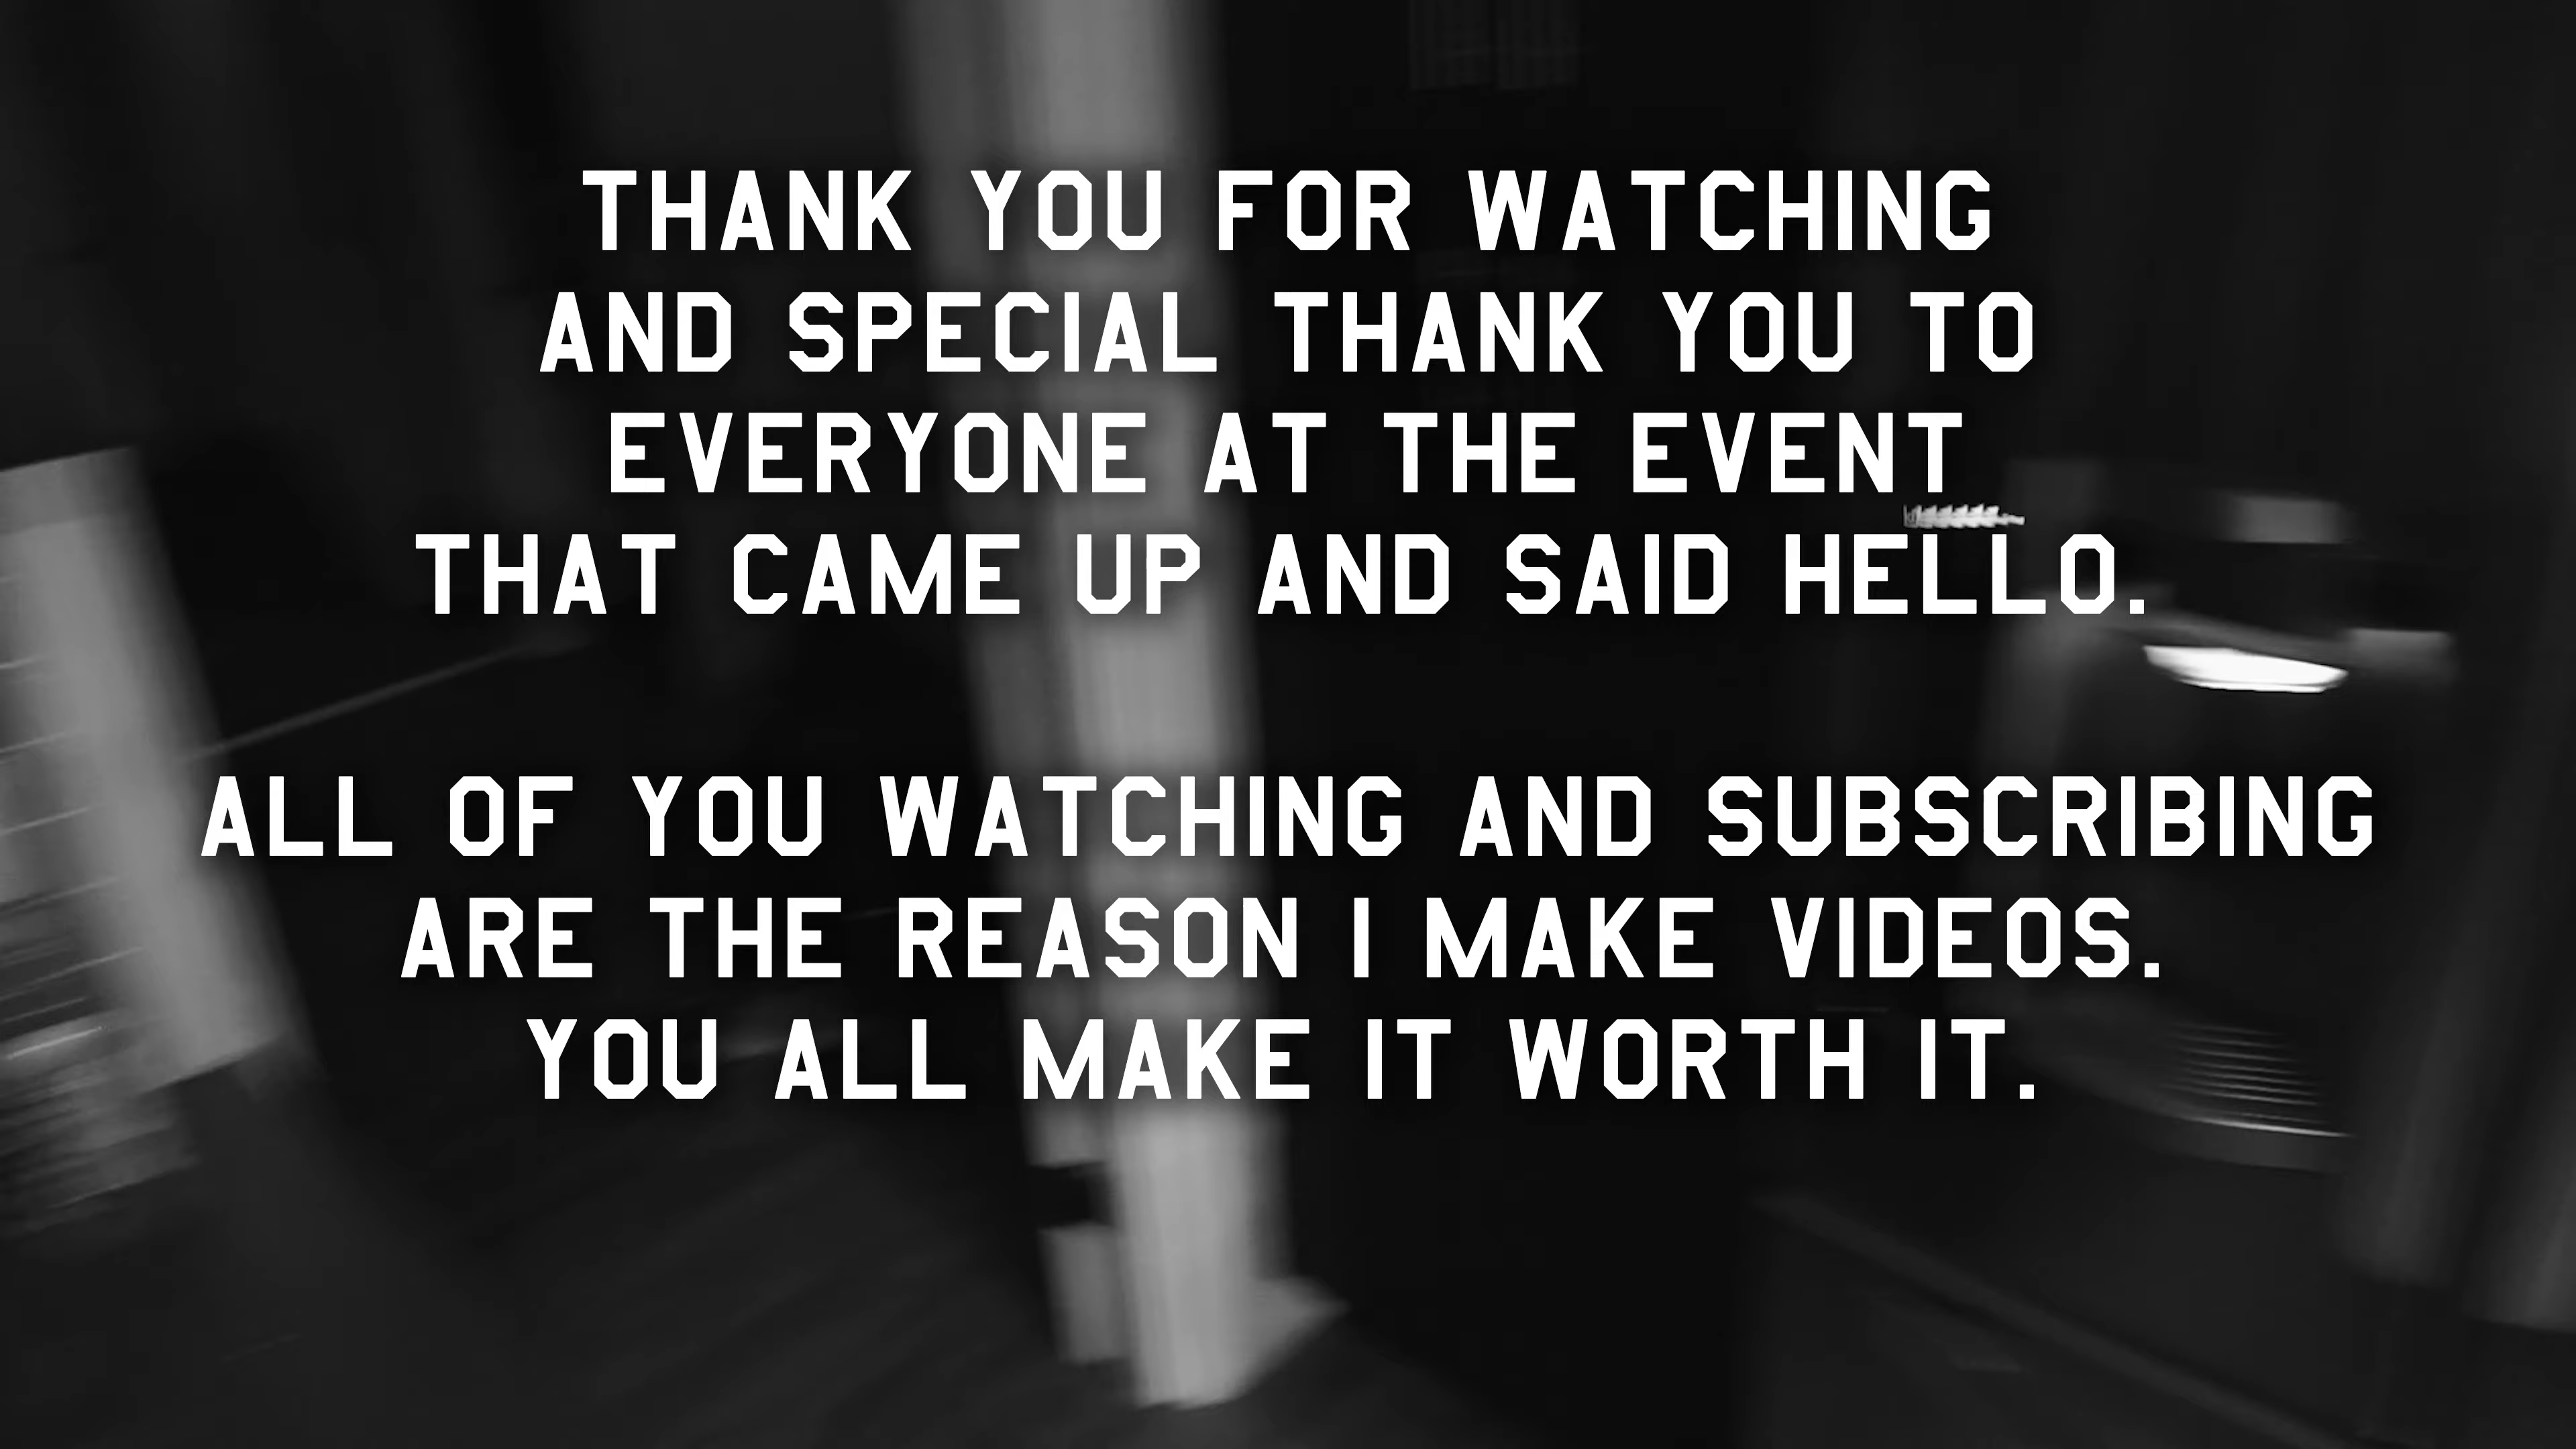 THANK YOU FOR WATCHING
AND SPECIAL THANK YOU TO
EVERYONE AT THE EVENT
THAT CAME UP AND SAID HELLO.
ALL OF YOU WATCHING AND SUBSCRIBING
ARE THE REASON I MAKE VIDEOS.
YOU ALL MAKE IT WORTH IT.